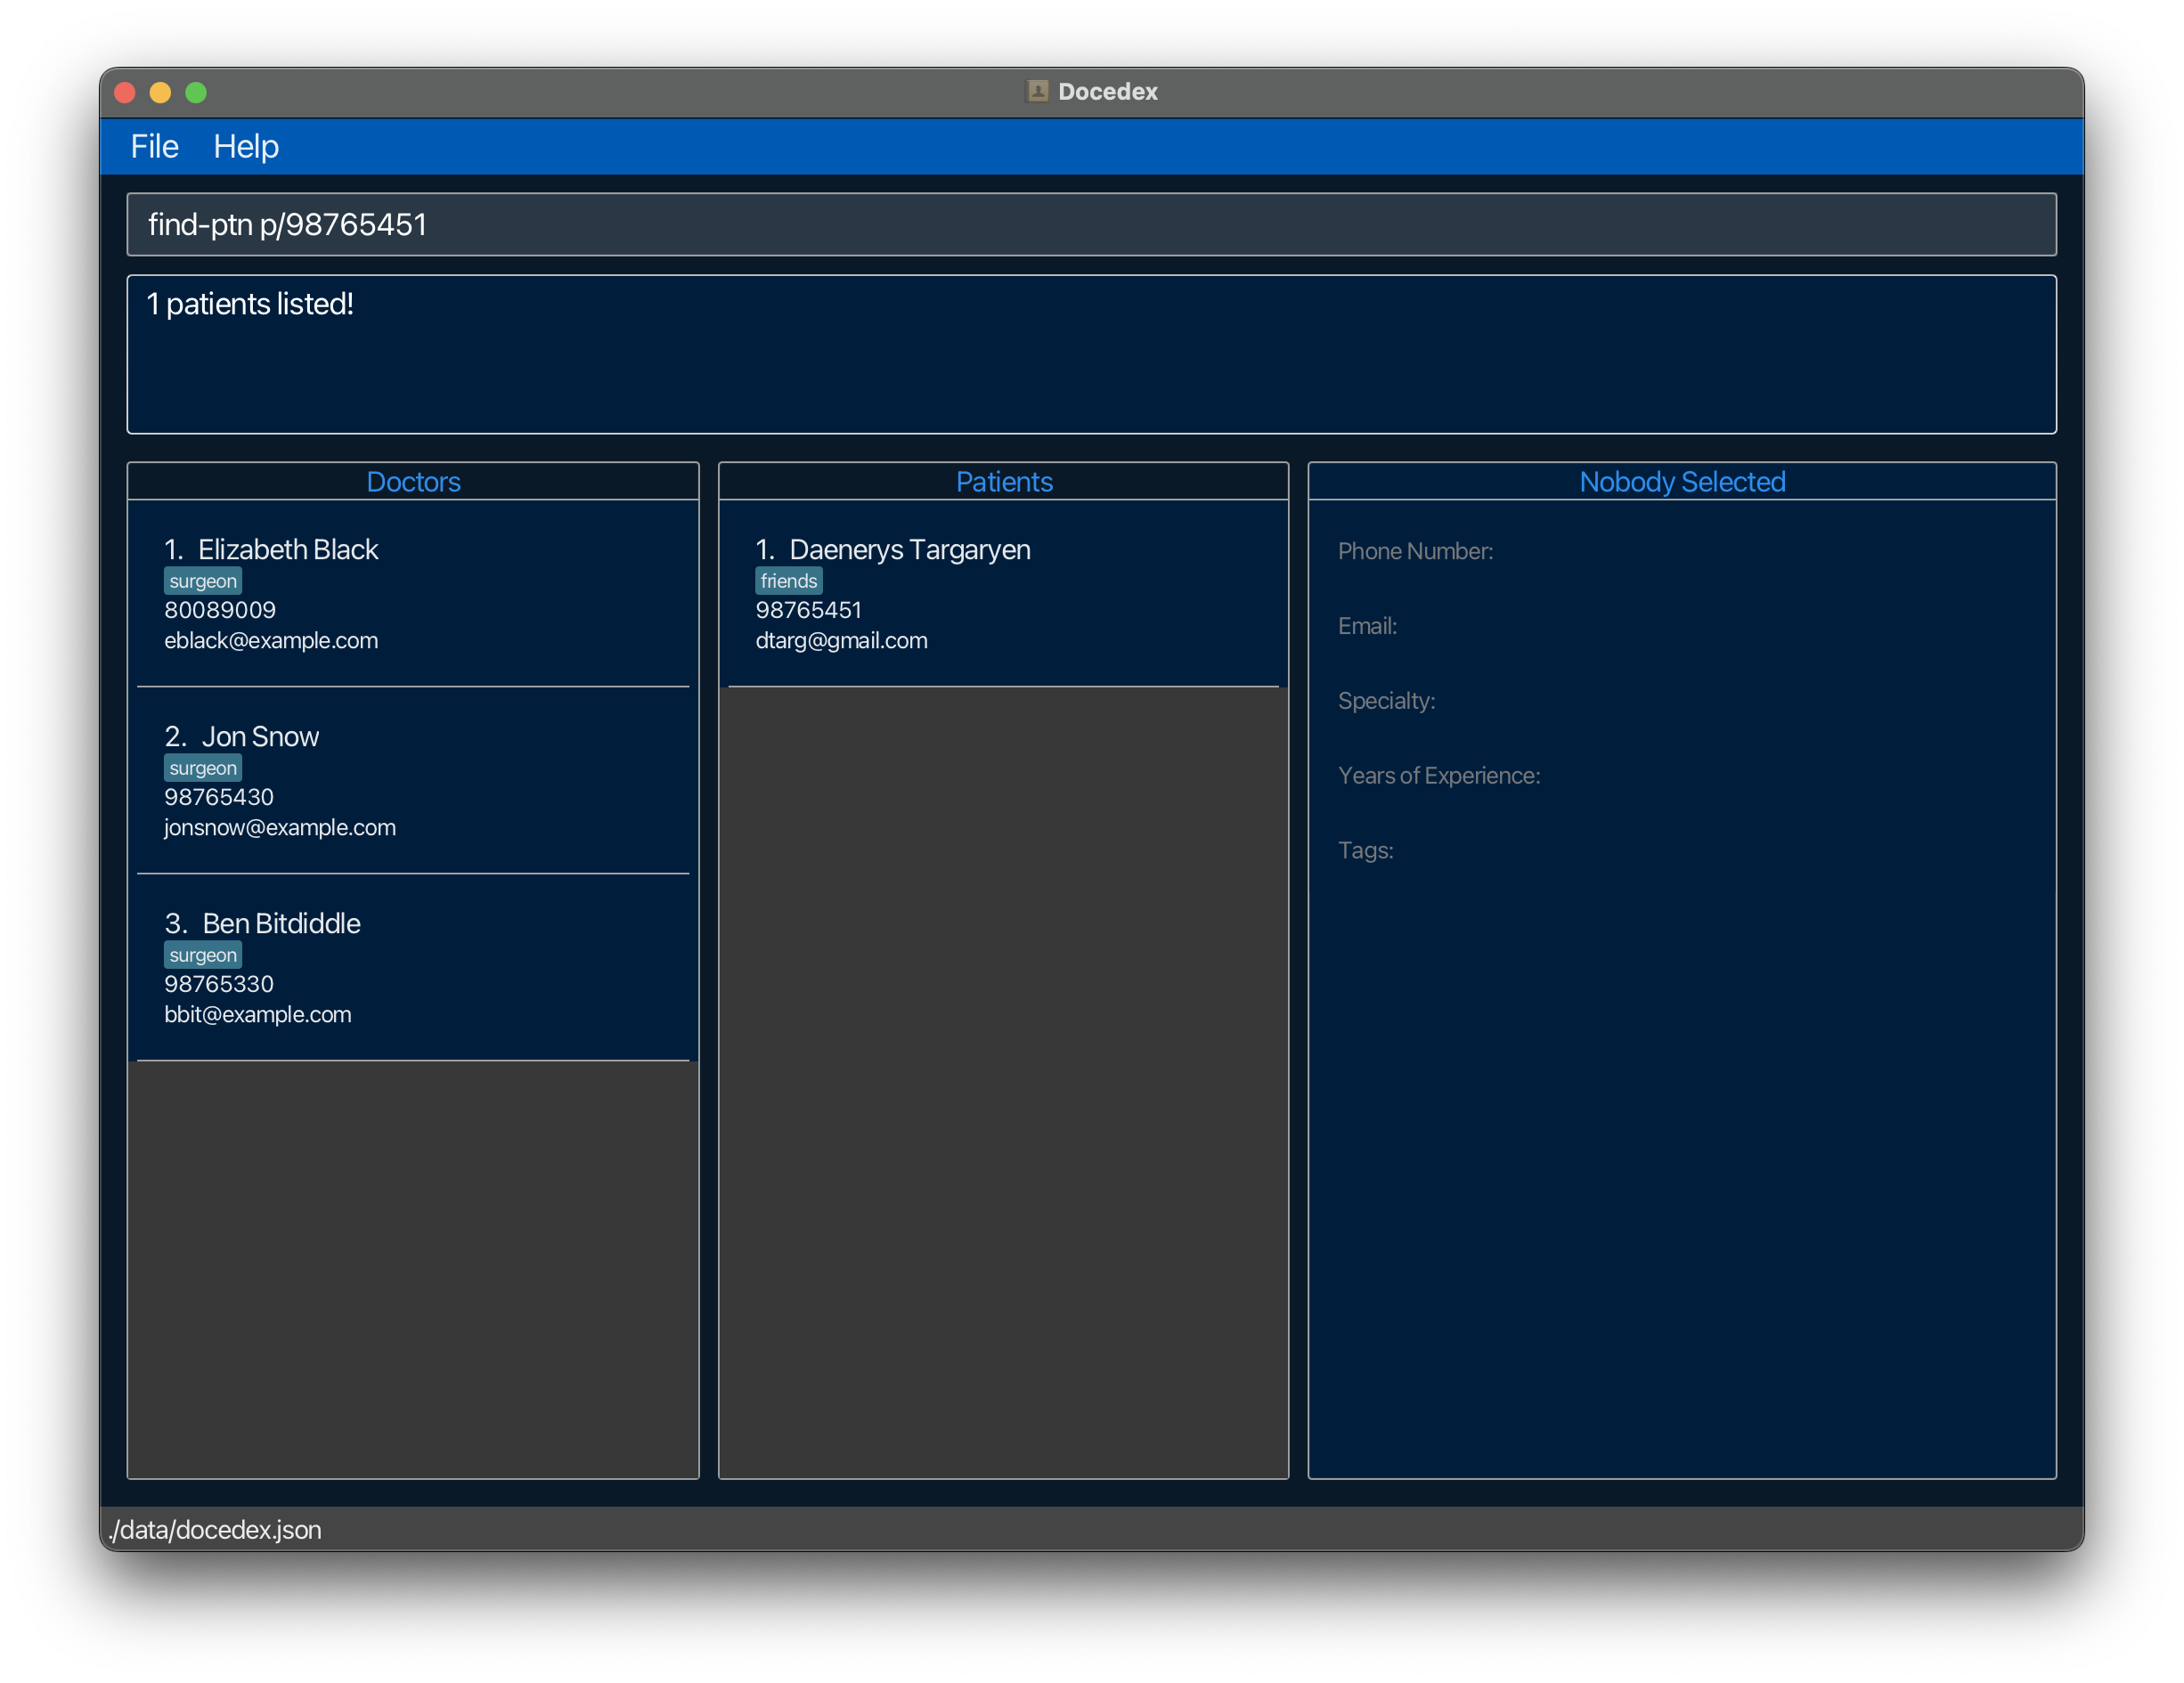 Docedex
File Help
find-ptn p/98765451
1 patients listed!
Doctors
1. Elizabeth Black
surgeon
80089009
eblack@example.com
2. Jon Snow
surgeon
98765430
jonsnow@example.com
3. Ben Bitdiddle
surgeon
98765330
bbit@example.com
Patients
1. Daenerys Targaryen
friends
98765451
dtarg@gmail.com
Nobody Selected
Phone Number:
Email:
Specialty:
Years of Experience:
Tags:
./data/docedex.json